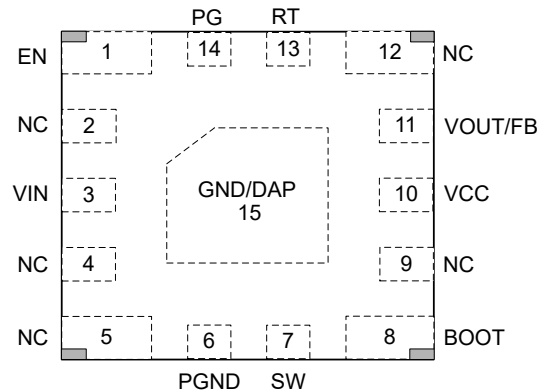 PG RT
EN 1 14 13 12 NC
NC 2 11 VOUT/FB
VIN 3 GND/DAP 10 VCC
15
NC 4 9 NC
NC 5 6 7 8 BOOT
PGND SW